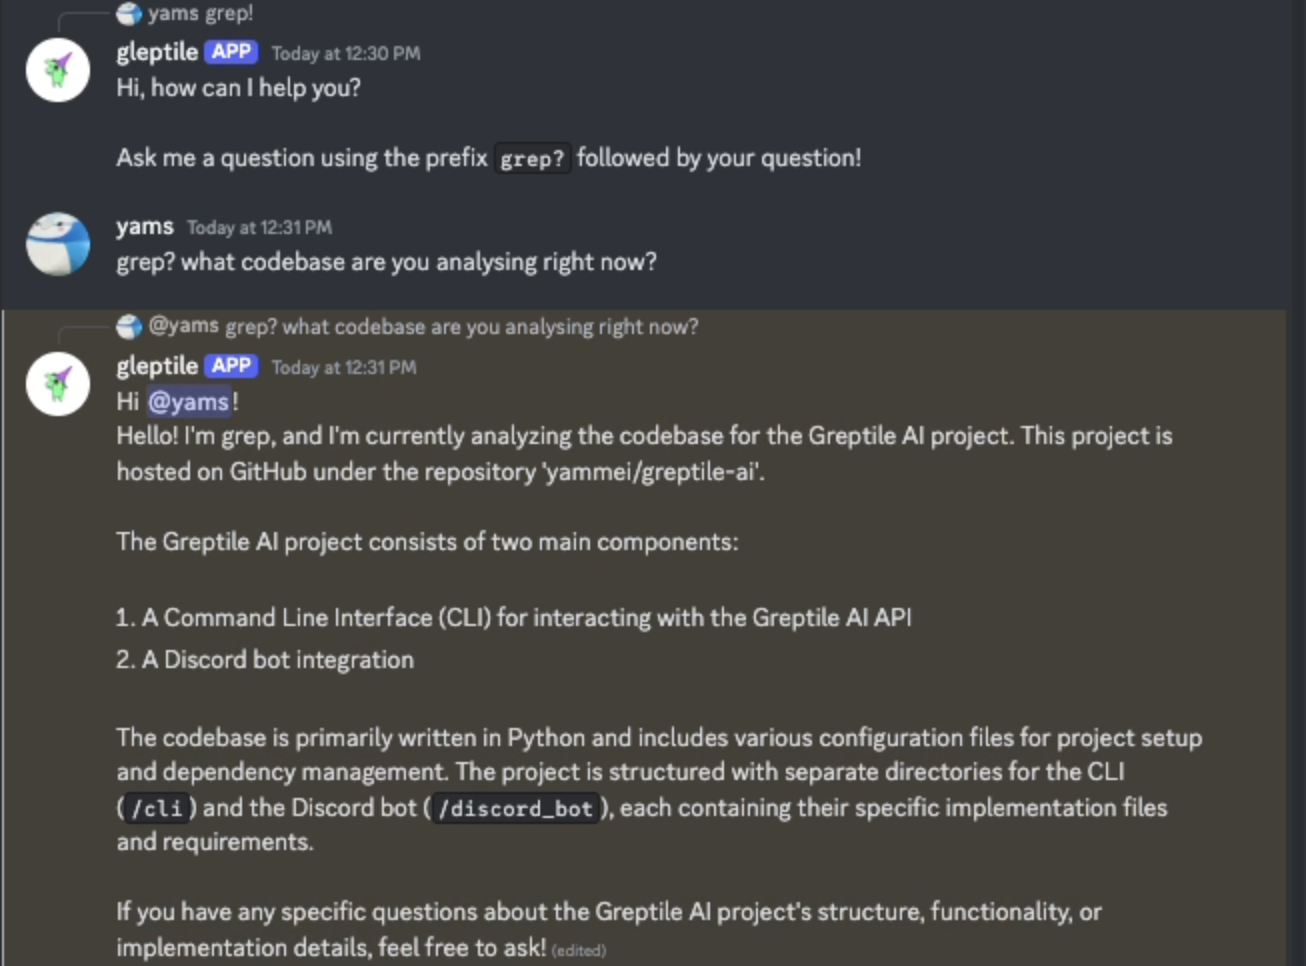 yams grep!
gleptile APP Today at 12:30 PM
Hi, how can I help you?
Ask me a question using the prefix grep? followed by your question!
yams Today at 12:31 PM
grep? what codebase are you analysing right now?
@yams grep? what codebase are you analysing right now?
gleptile APP Today at 12:31 PM
Hi @yams!
Hello! I'm grep, and I'm currently analyzing the codebase for the Greptile AI project. This project is
hosted on GitHub under the repository 'yammei/greptile-ai'.
The Greptile AI project consists of two main components:
1. A Command Line Interface (CLI) for interacting with the Greptile AI API
2. A Discord bot integration
The codebase is primarily written in Python and includes various configuration files for project setup
and dependency management. The project is structured with separate directories for the CLI
(/cli) and the Discord bot (/discord_bot), each containing their specific implementation files
and requirements.
If you have any specific questions about the Greptile AI project's structure, functionality, or
implementation details, feel free to ask! (edited)